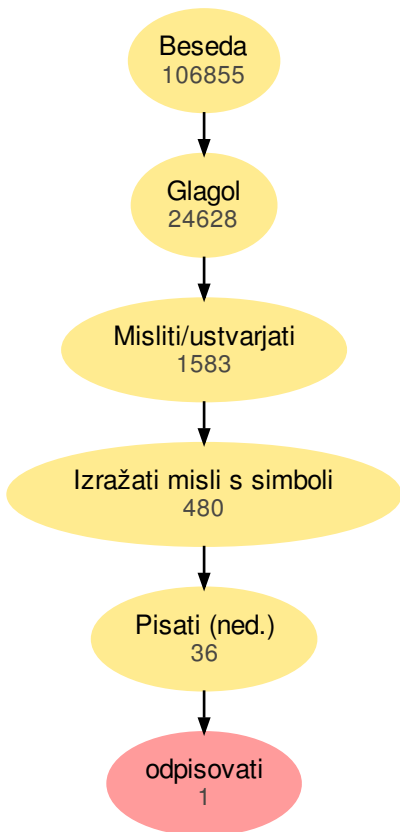 Beseda
106855
Glagol
24628
Misliti/ustvarjati
1583
Izražati misli s simboli
480
Pisati (ned.)
36
odpisovati
1